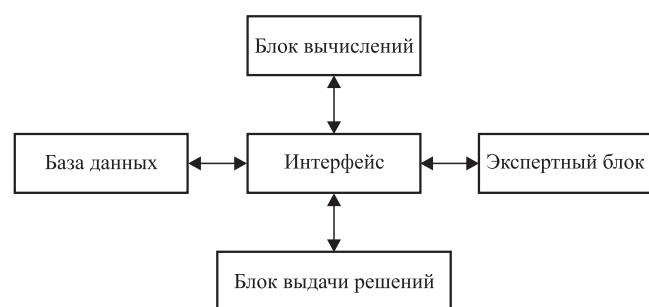 Блок вычислений
База данных
Интерфейс
Экспертный блок
Блок выдачи решений